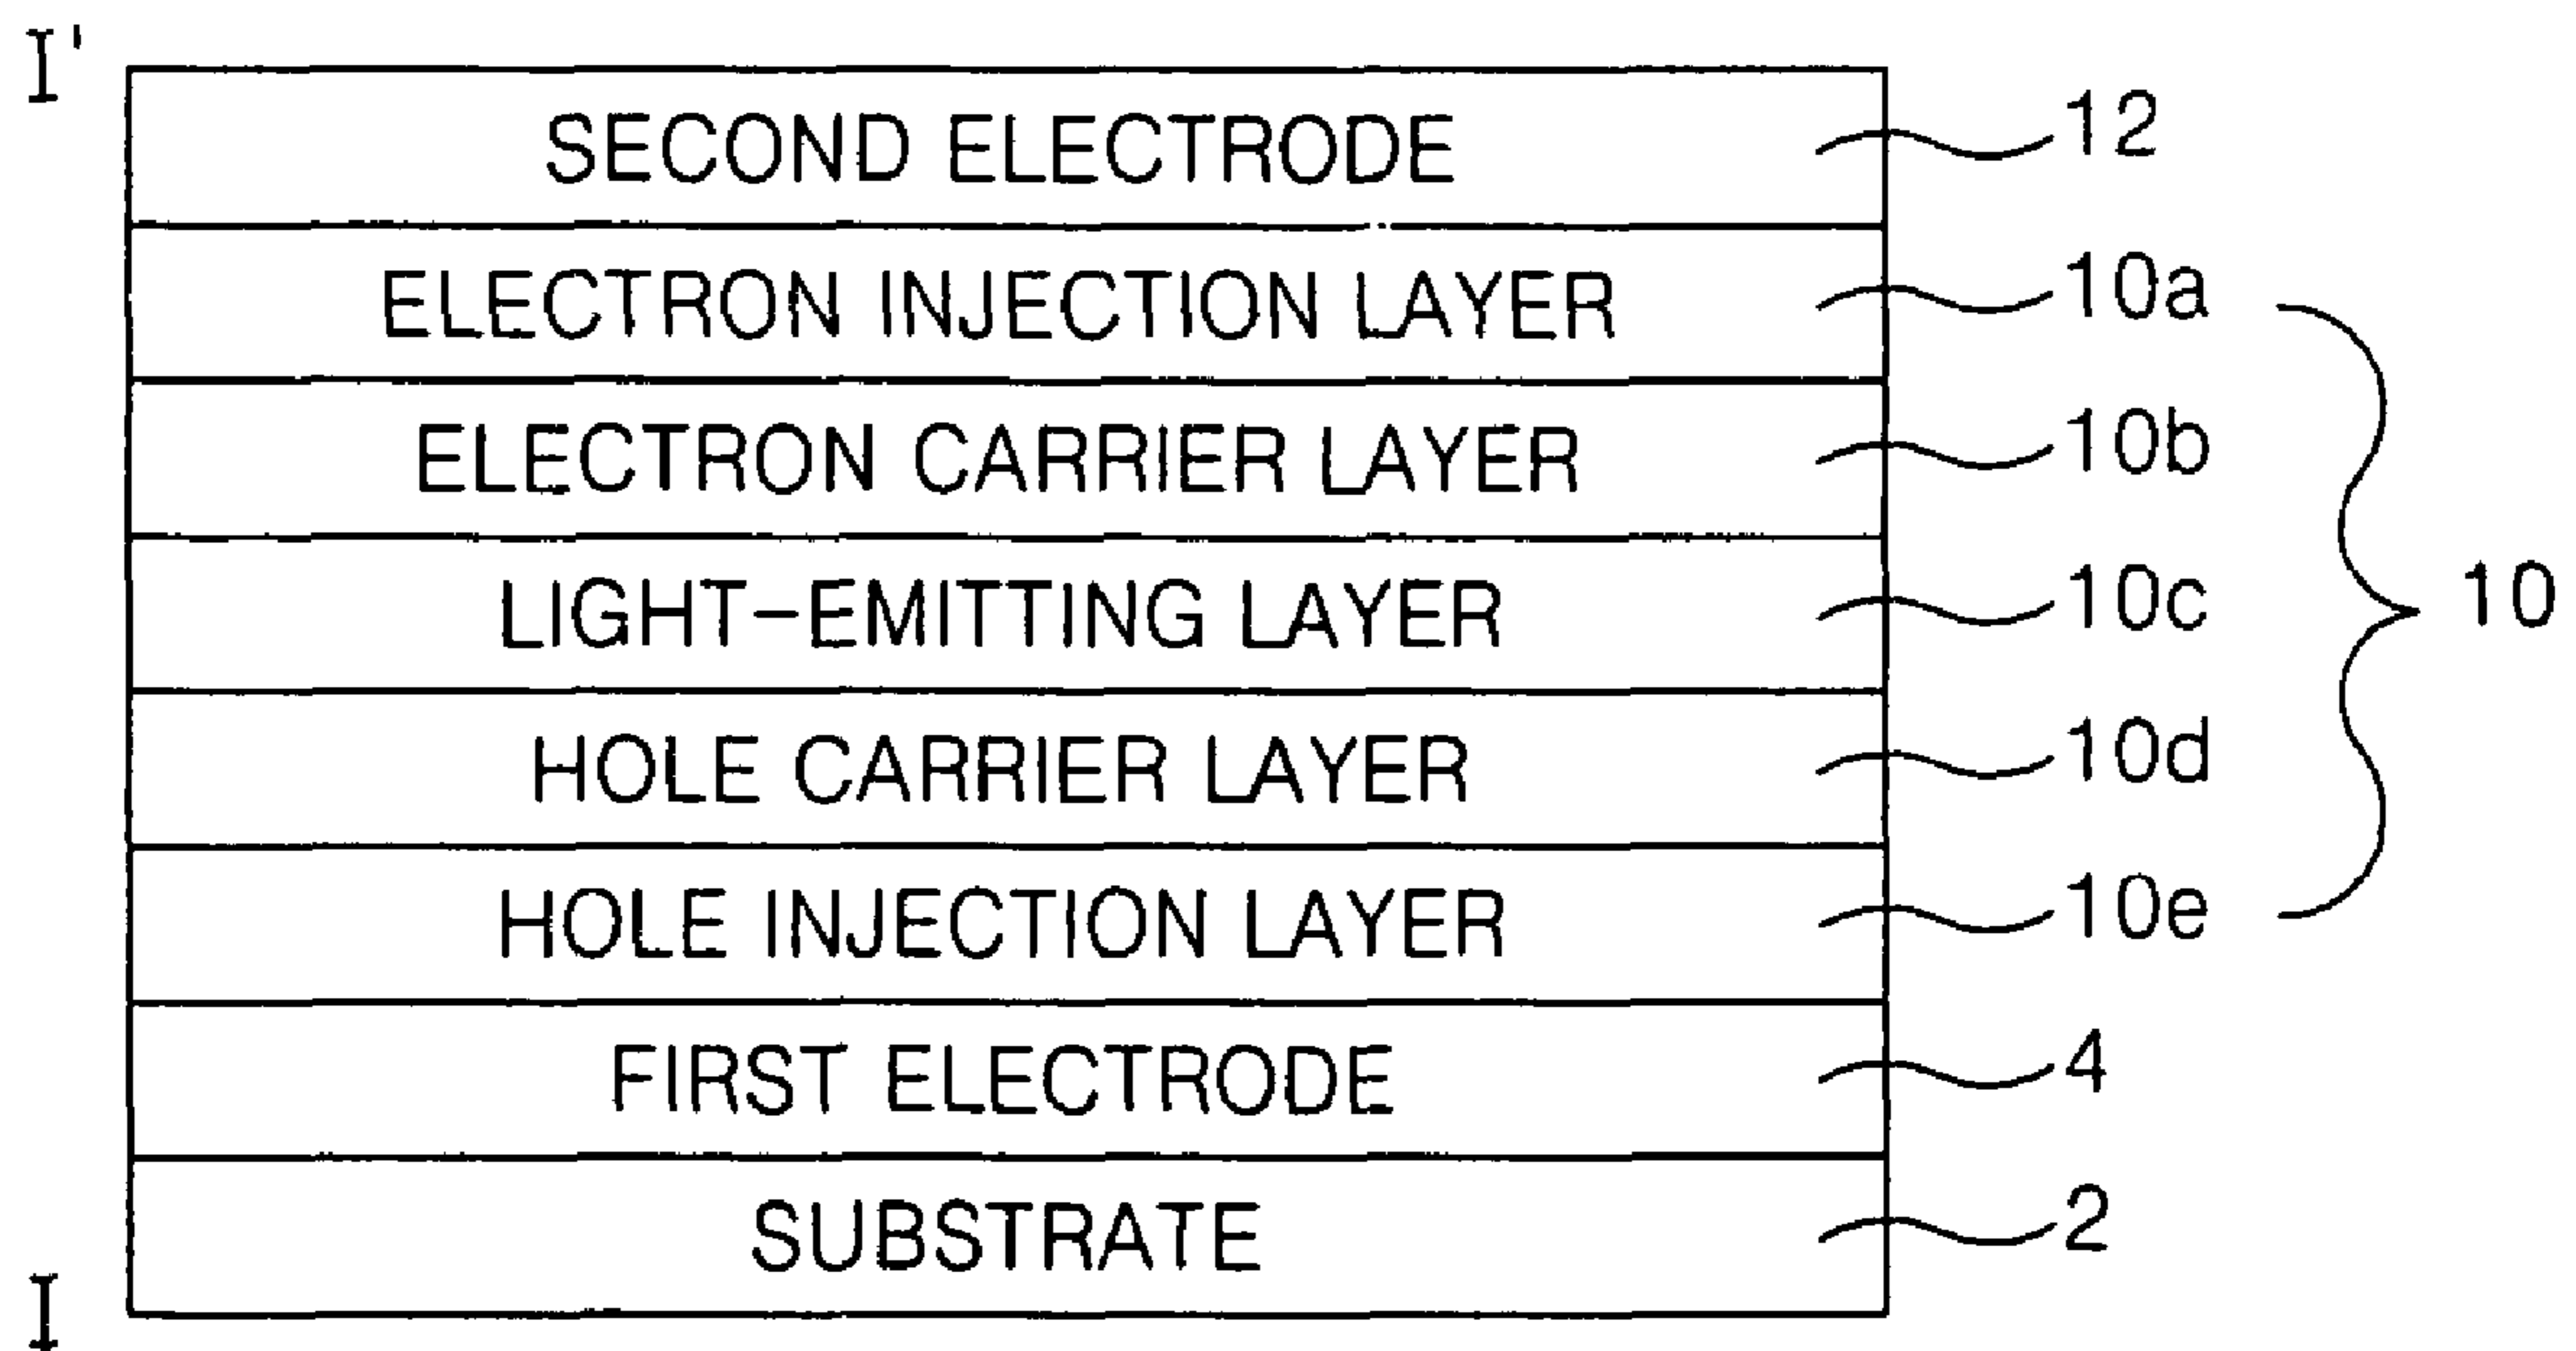 I'
SECOND ELECTRODE 12
ELECTRON INJECTION LAYER 10a
ELECTRON CARRIER LAYER 10b
LIGHT-EMITTING LAYER 10c 10
HOLE CARRIER LAYER 10d
HOLE INJECTION LAYER 10e
FIRST ELECTRODE 4
SUBSTRATE 2
I